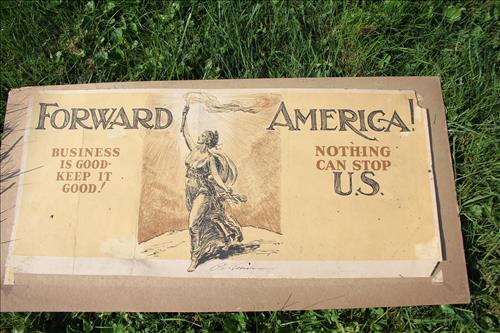 FORWARD AMERICA!
BUSINESS
IS GOOD·
KEEP IT
GOOD!
NOTHING
CAN STOP
U.S.